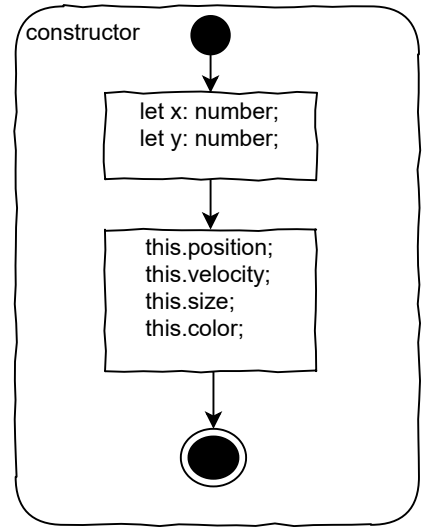 constructor
let x: number;
let y: number;
this.position;
this.velocity;
this.size;
this.color;